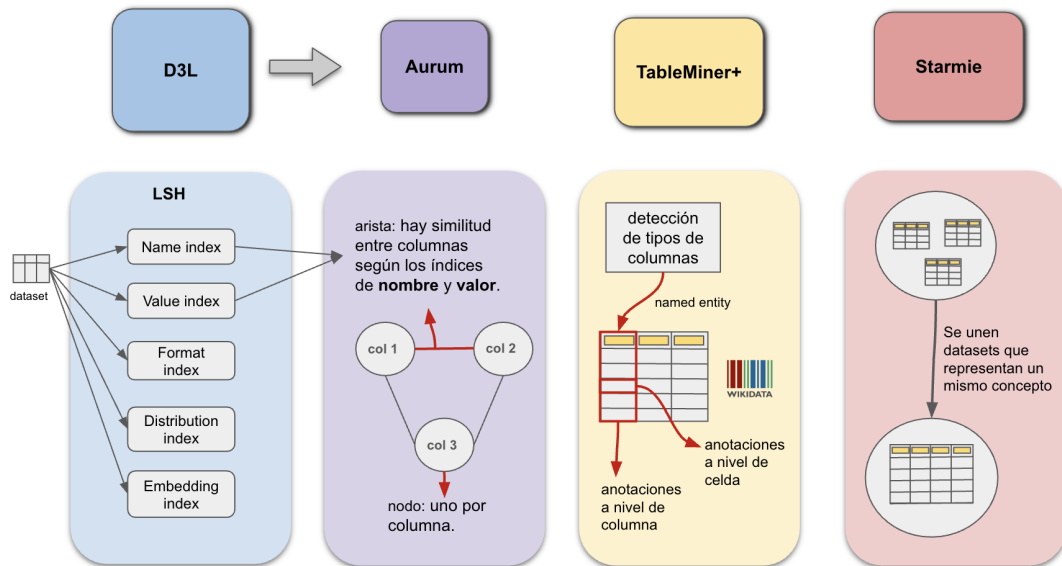 D3L
Aurum
TableMiner+
Starmie
LSH
dataset
Name index
Value index
Format
index
Distribution
index
Embedding
index
arista: hay similitud
entre columnas
según los índices
de nombre y valor.
col 1
col 2
col 3
nodo: uno por
columna.
detección
de tipos de
columnas
named entity
WIKIDATA
anotaciones
a nivel de
celda
anotaciones
a nivel de
columna
Se unen
datasets que
representan un
mismo concepto